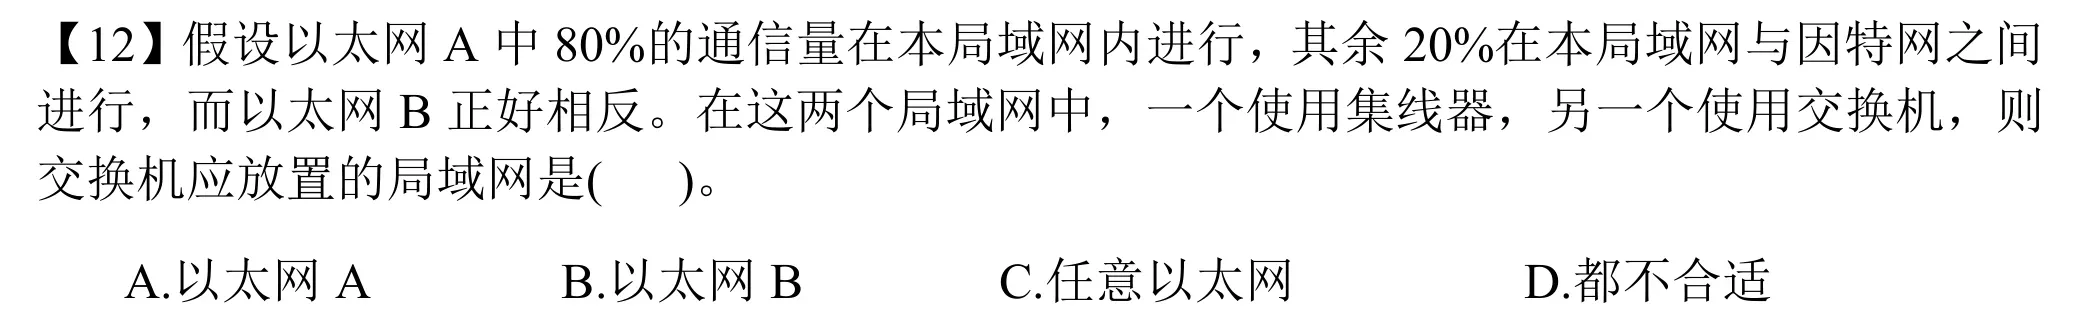 【12】假设以太网 A 中 80%的通信量在本局域网内进行，其余 20%在本局域网与因特网之间
进行，而以太网 B 正好相反。在这两个局域网中，一个使用集线器，另一个使用交换机，则
交换机应放置的局域网是(    )。
A.以太网 A B.以太网 B C.任意以太网 D.都不合适